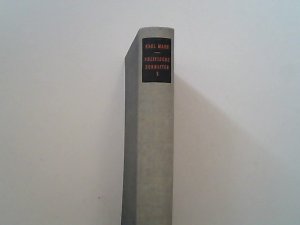 KARL MARX
POLITISCHE
SCHRIFTEN
I